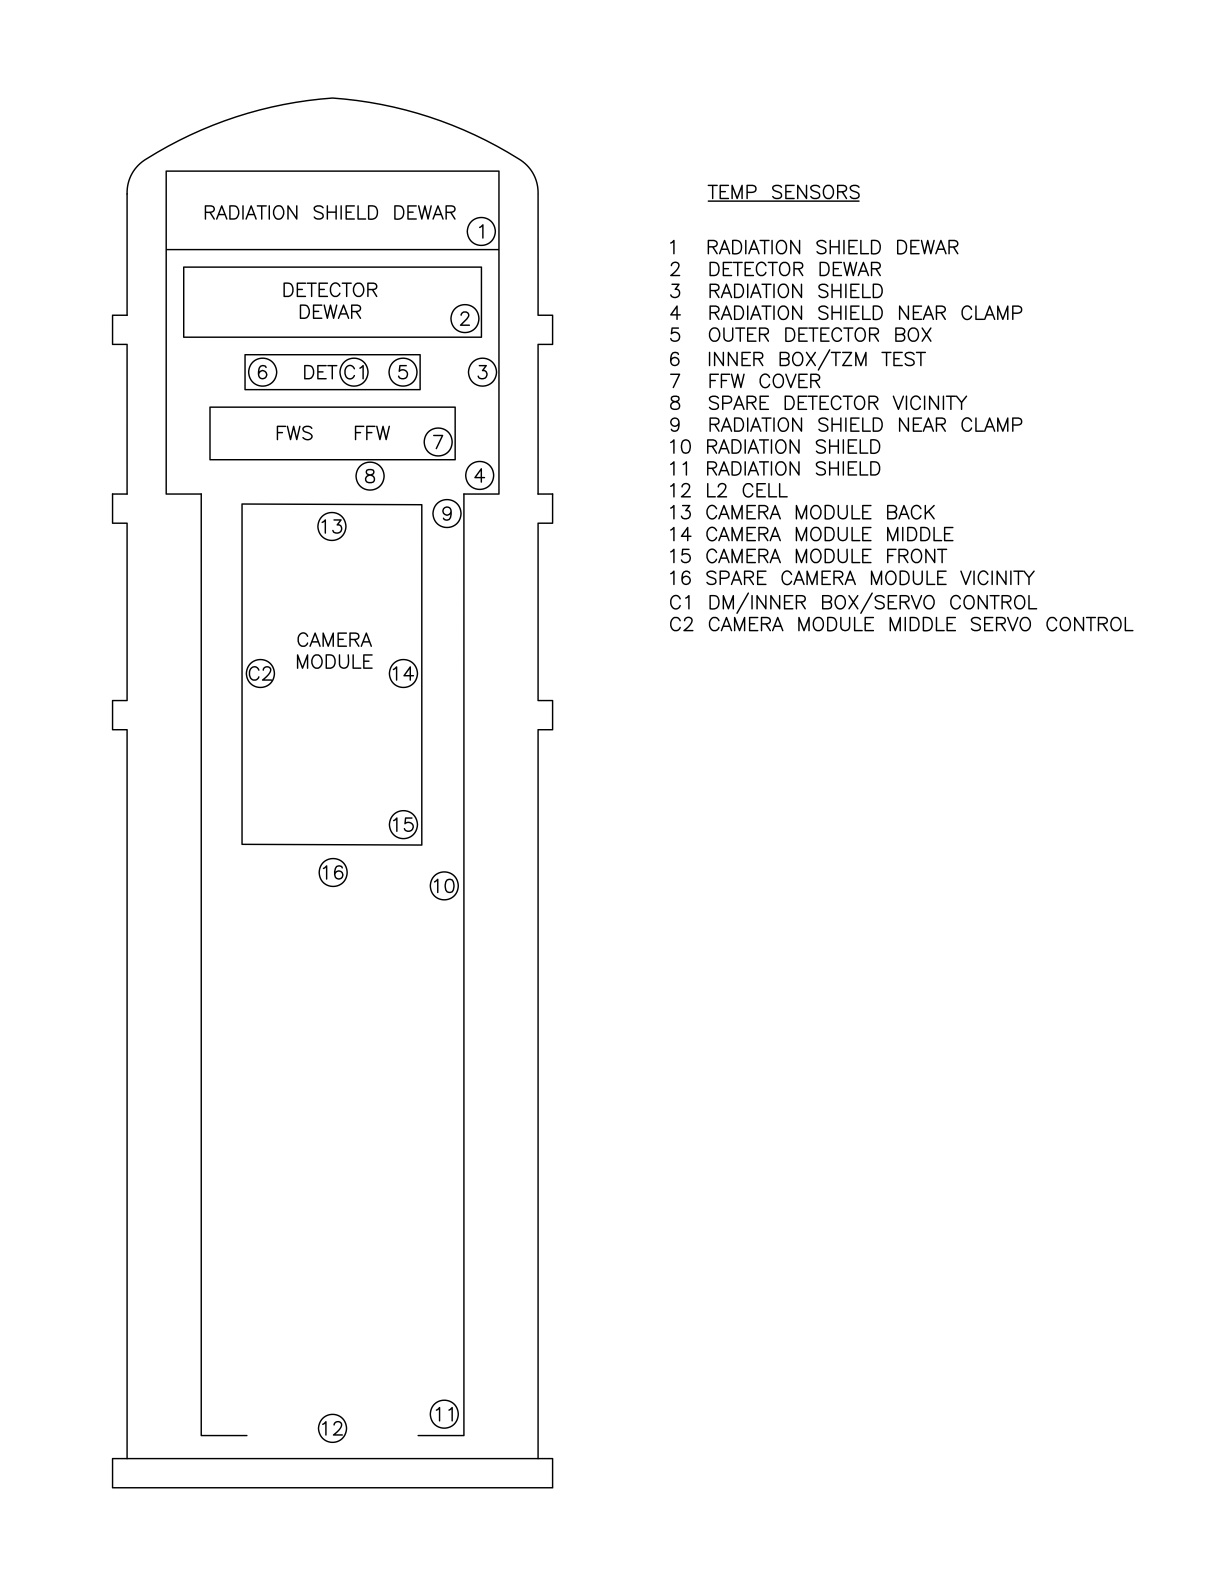 RADIATION SHIELD DEWAR
1
DETECTOR
DEWAR
2
6 DET C1 5 3
FWS FFW 7
8 4
9
13
CAMERA
MODULE
C2 14
15
16
10
11
12
TEMP SENSORS
1 RADIATION SHIELD DEWAR
2 DETECTOR DEWAR
3 RADIATION SHIELD
4 RADIATION SHIELD NEAR CLAMP
5 OUTER DETECTOR BOX
6 INNER BOX/TZM TEST
7 FFW COVER
8 SPARE DETECTOR VICINITY
9 RADIATION SHIELD NEAR CLAMP
10 RADIATION SHIELD
11 RADIATION SHIELD
12 L2 CELL
13 CAMERA MODULE BACK
14 CAMERA MODULE MIDDLE
15 CAMERA MODULE FRONT
16 SPARE CAMERA MODULE VICINITY
C1 DM/INNER BOX/SERVO CONTROL
C2 CAMERA MODULE MIDDLE SERVO CONTROL